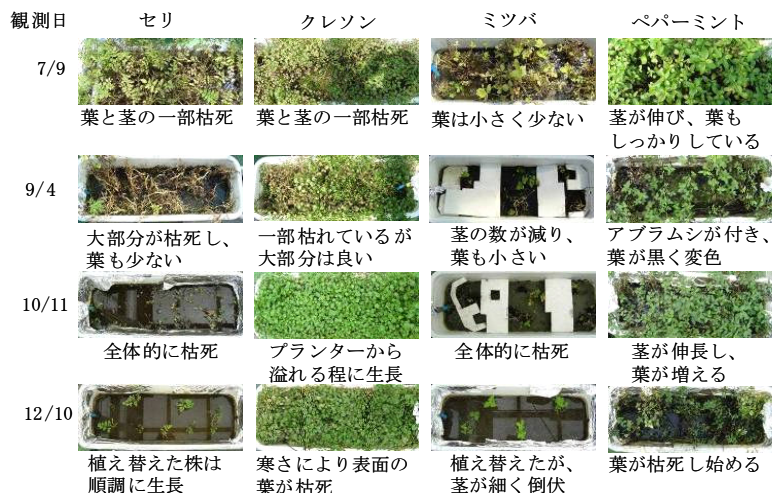 観測日 セリ クレソン ミツバ ペパーミント
7/9
葉と茎の一部枯死
葉と茎の一部枯死
葉は小さく少ない
茎が伸び、葉も
しっかりしている
9/4
大部分が枯死し、
葉も少ない
一部枯れているが
大部分は良い
茎の数が減り、
葉も小さい
アブラムシが付き、
葉が黒く変色
10/11
全体的に枯死
プランターから
溢れる程に生長
全体的に枯死
茎が伸長し、
葉が増える
12/10
植え替えた株は
順調に生長
寒さにより表面の
葉が枯死
植え替えたが、
茎が細く倒伏
葉が枯死し始める